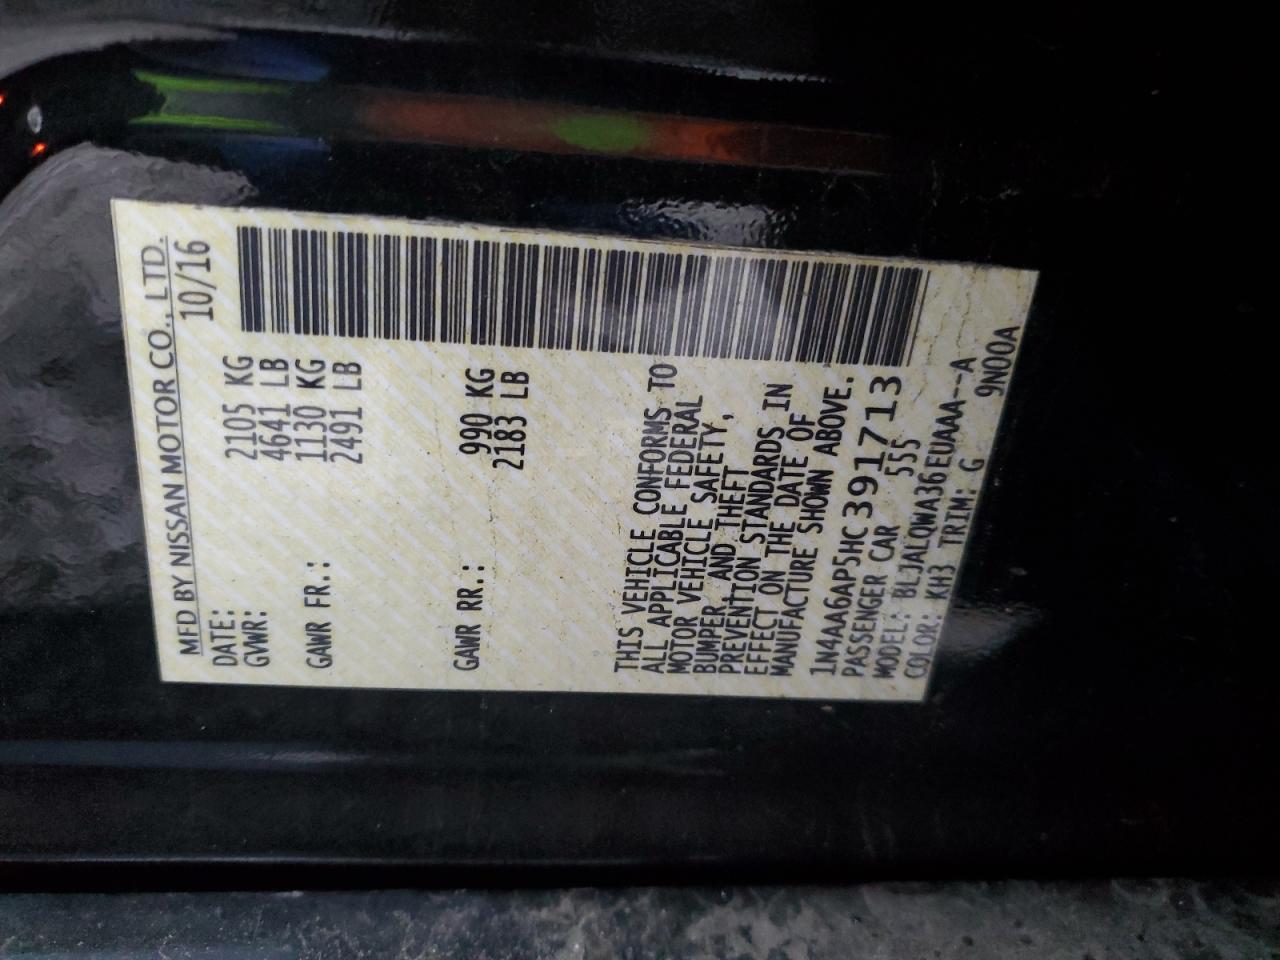 MFD BY NISSAN MOTOR CO., LTD.
DATE: 10/16
GVWR: 2105 KG
4641 LB
GAWR FR.: 1130 KG
2491 LB
GAWR RR.: 990 KG
2183 LB
THIS VEHICLE CONFORMS TO
ALL APPLICABLE FEDERAL
MOTOR VEHICLE SAFETY,
BUMPER, AND THEFT
PREVENTION STANDARDS IN
EFFECT ON THE DATE OF
MANUFACTURE SHOWN ABOVE.
1N4AA6AP5HC391713
PASSENGER CAR 555
MODEL: BLJALQWA36EUAAA--A
COLOR: KH3 TRIM: G 9N00A